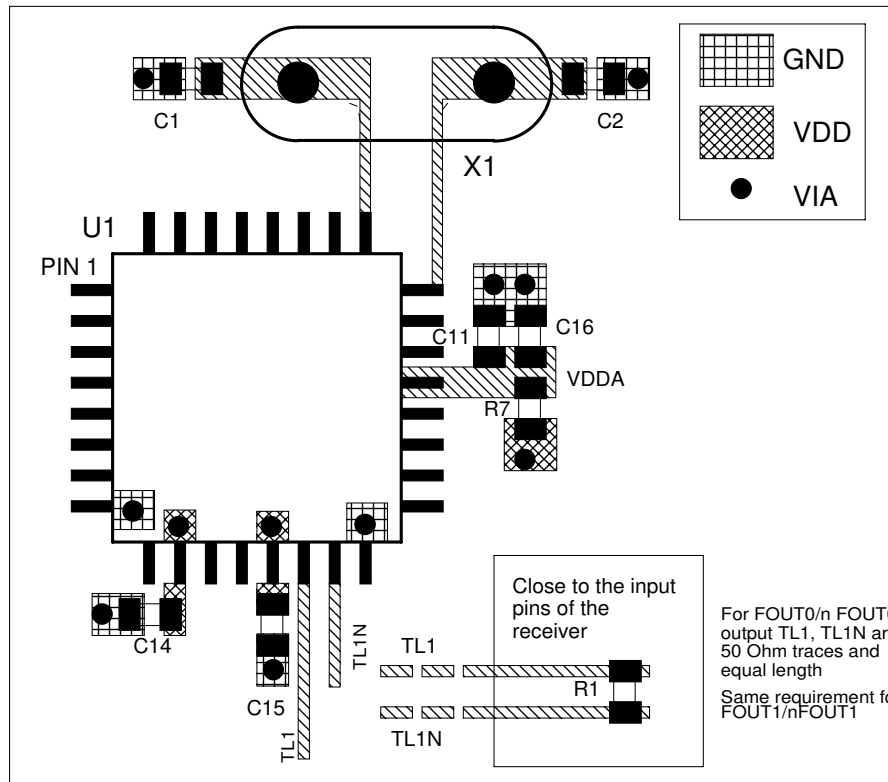 GND
VDD
VIA
C1
C2
X1
U1
PIN 1
C11
C16
VDDA
R7
C14
C15
TL1
TL1N
Close to the input
pins of the
receiver
TL1
R1
TL1N
For FOUT0/n
output TL1, TL1N
50 Ohm traces and
equal length
Same requirement
FOUT1/nFOUT1